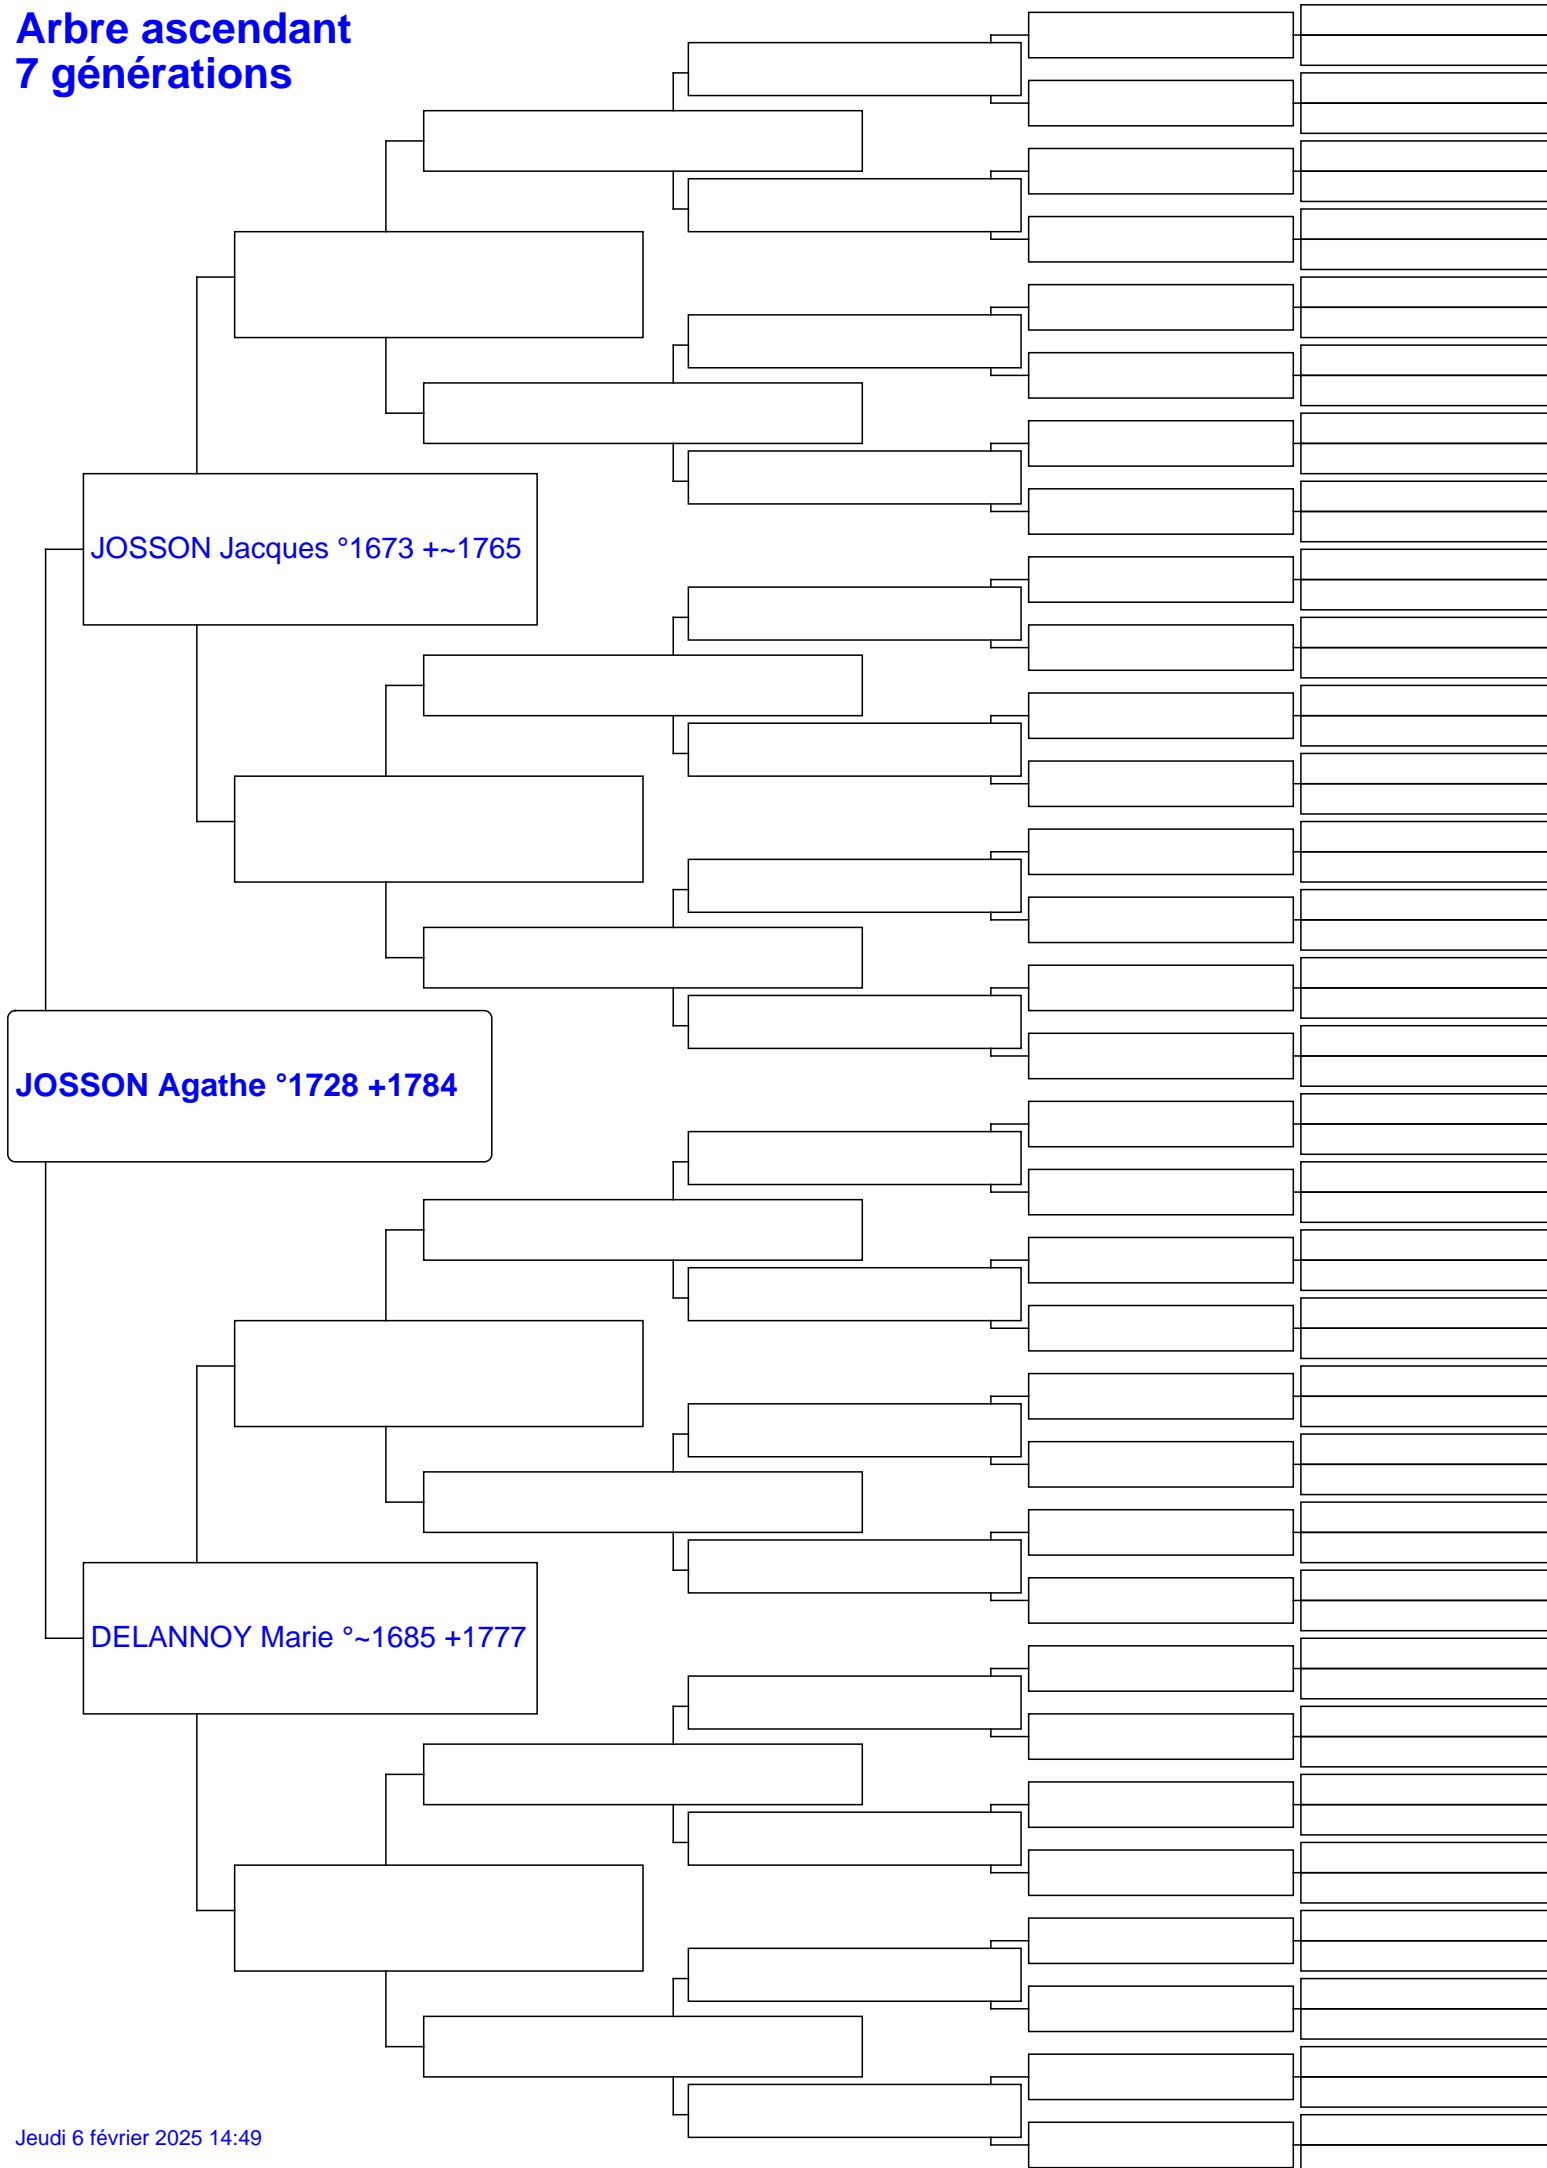 Arbre ascendant
7 générations
JOSSON Jacques °1673 +~1765
JOSSON Agathe °1728 +1784
DELANNOY Marie °~1685 +1777
Jeudi 6 février 2025 14:49